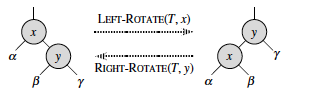 LEFT-ROTATE(T, x)
x
y
α
β
γ
RIGHT-ROTATE(T, y)
y
x
γ
α
β